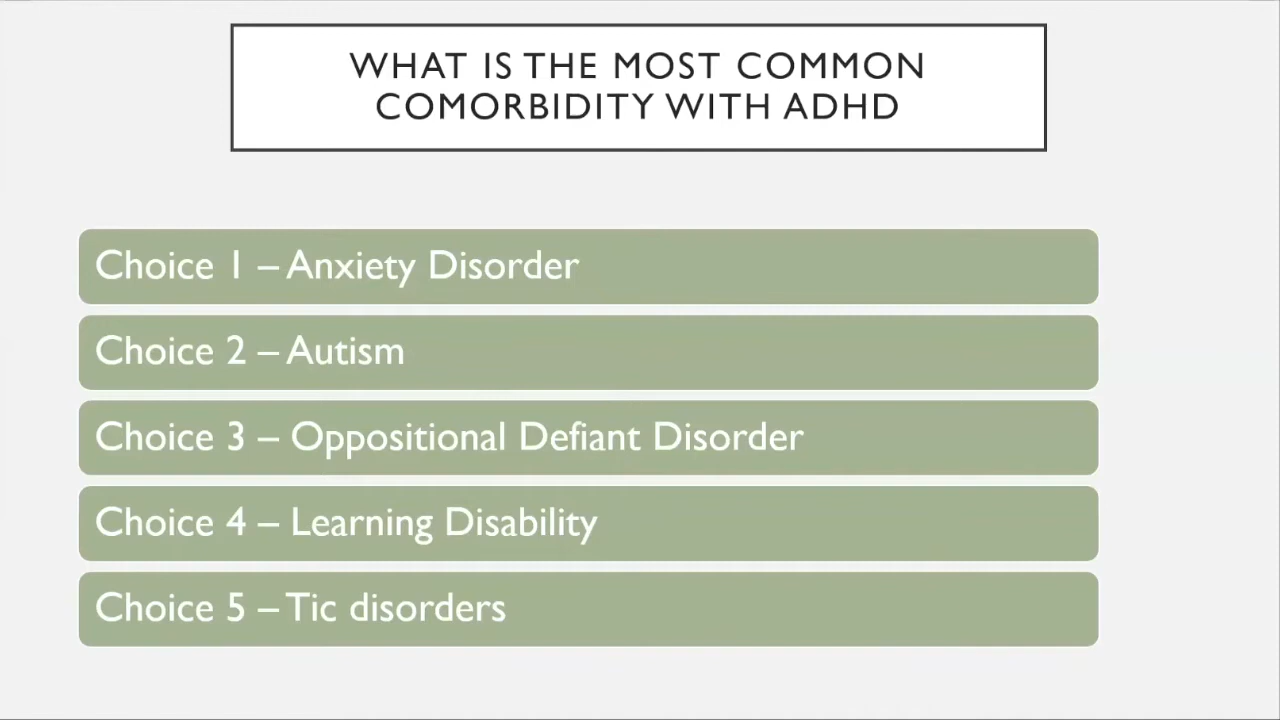 WHAT IS THE MOST COMMON
COMORBIDITY WITH ADHD
Choice 1 – Anxiety Disorder
Choice 2 – Autism
Choice 3 – Oppositional Defiant Disorder
Choice 4 – Learning Disability
Choice 5 – Tic disorders